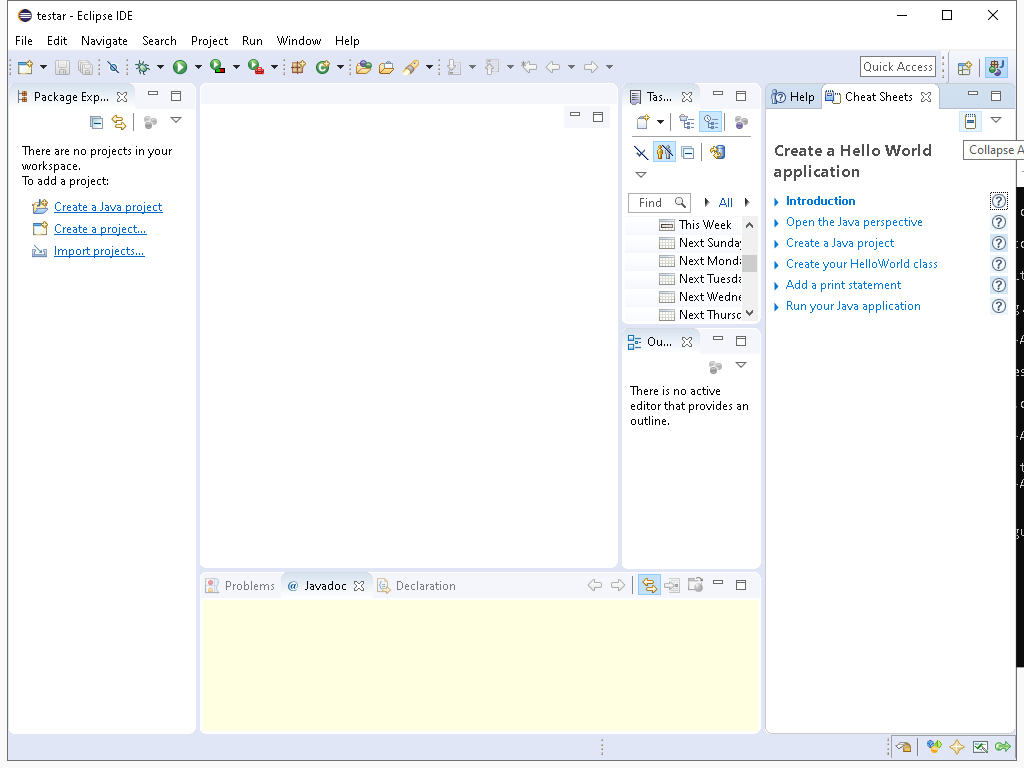 testar - Eclipse IDE
File Edit Navigate Search Project Run Window Help
Quick Access
Package Exp...
There are no projects in your
workspace.
To add a project:
Create a Java project
Create a project...
Import projects...
Tas...
Find
All
This Week
Next Sunday
Next Monda
Next Tuesda
Next Wedne
Next Thursd
Ou...
There is no active
editor that provides an
outline.
Help
Cheat Sheets
Collapse A
Create a Hello World
application
Introduction
Open the Java perspective
Create a Java project
Create your HelloWorld class
Add a print statement
Run your Java application
Problems
@ Javadoc
Declaration